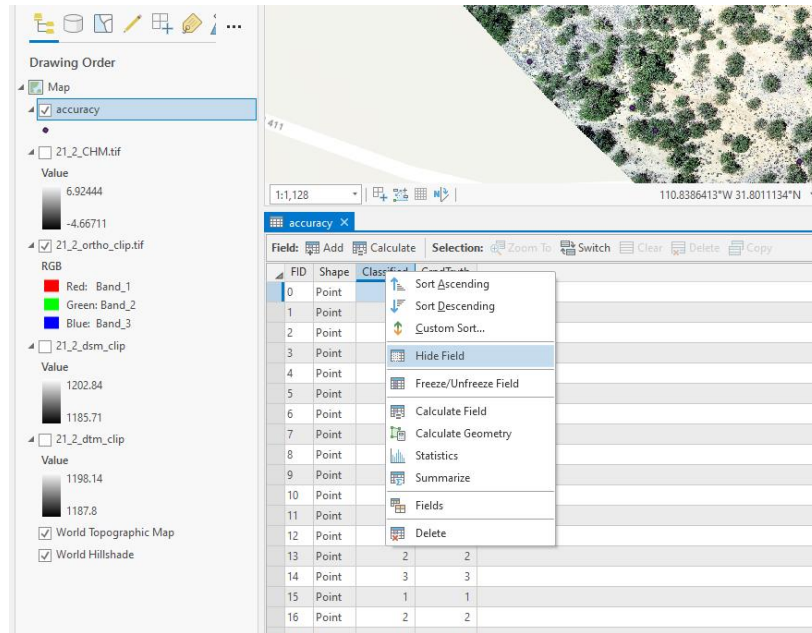 Drawing Order
Map
accuracy
21_2_CHM.tif
Value
6.92444
-4.66711
21_2_ortho_clip.tif
RGB
Red: Band_1
Green: Band_2
Blue: Band_3
21_2_dsm_clip
Value
1202.84
1185.71
21_2_dtm_clip
Value
1198.14
1187.8
World Topographic Map
World Hillshade
411
1:1,128 110.8386413°W 31.8011134°N
accuracy
Field: Add Calculate Selection: Zoom To Switch Clear Delete Copy
FID Shape Classified GrndTruth
0 Point
1 Point
2 Point
3 Point
4 Point
5 Point
6 Point
7 Point
8 Point
9 Point
10 Point
11 Point
12 Point
13 Point 2 2
14 Point 3 3
15 Point 1 1
16 Point 2 2
Sort Ascending
Sort Descending
Custom Sort...
Hide Field
Freeze/Unfreeze Field
Calculate Field
Calculate Geometry
Statistics
Summarize
Fields
Delete